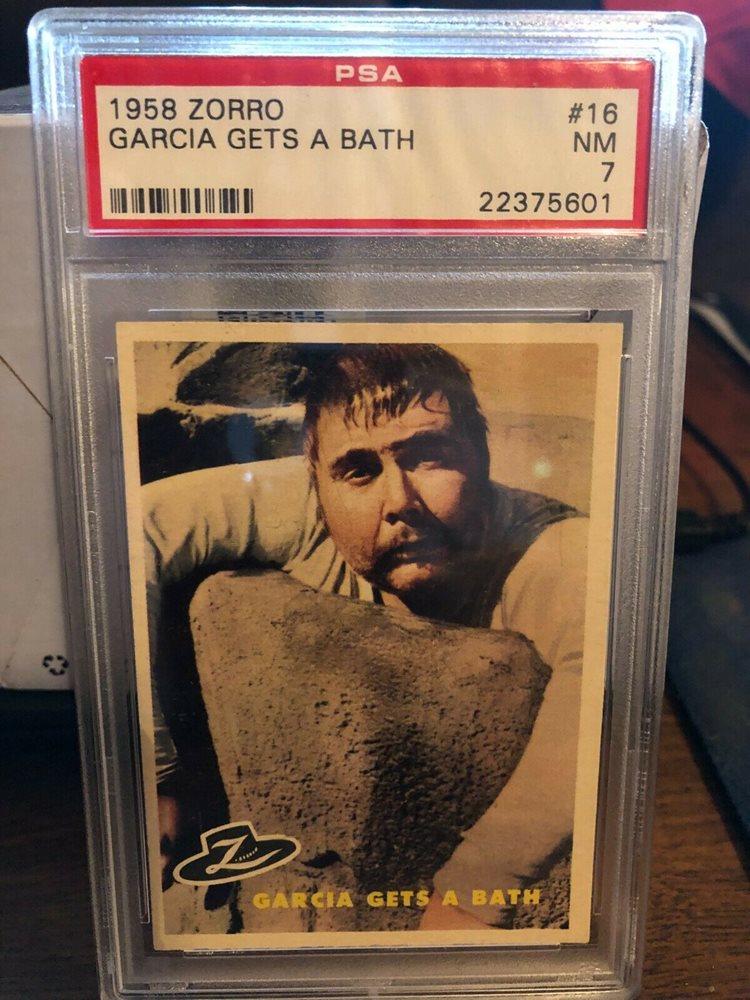 PSA
1958 ZORRO #16
GARCIA GETS A BATH NM
7
22375601
Z
GARCIA GETS A BATH